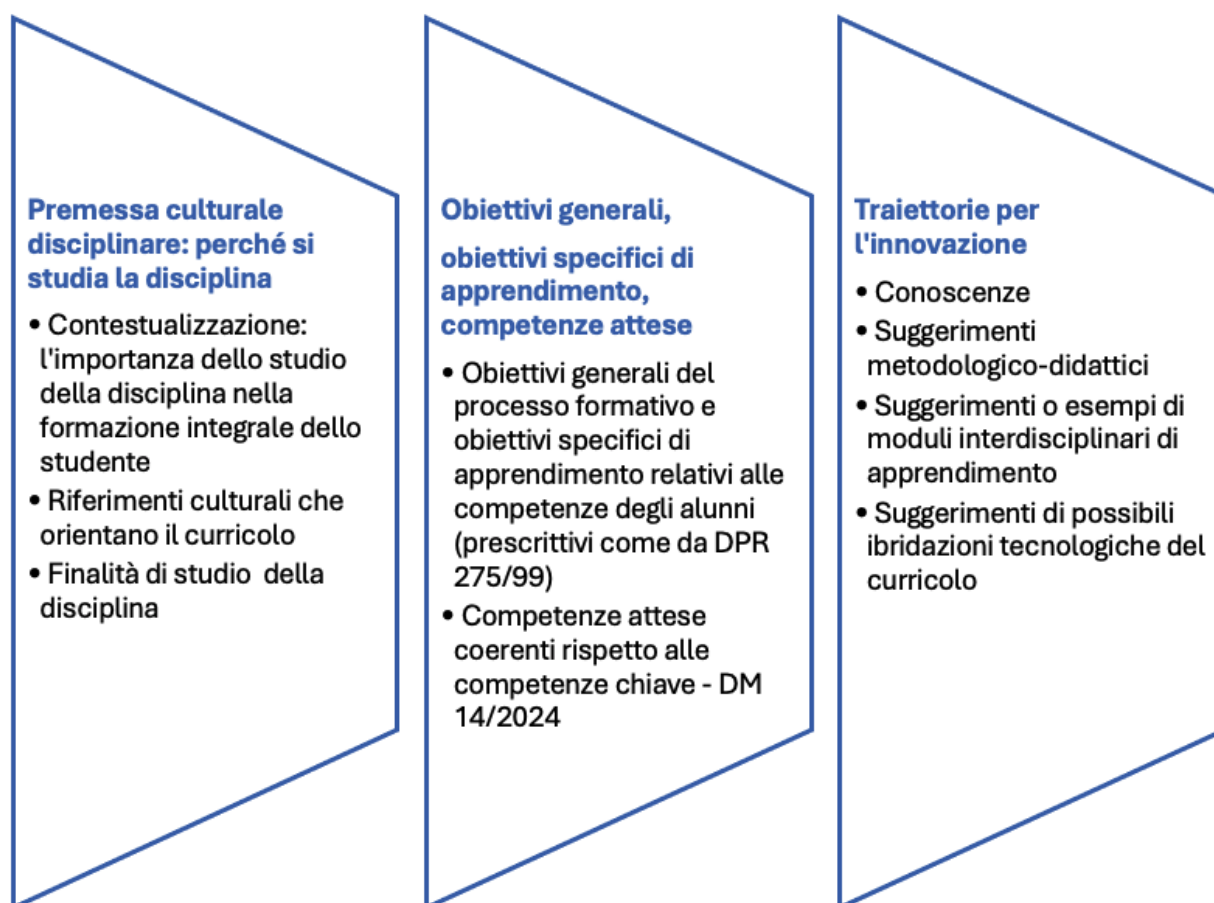 Premessa culturale
disciplinare: perché si
studia la disciplina
• Contestualizzazione:
l'importanza dello studio
della disciplina nella
formazione integrale dello
studente
• Riferimenti culturali che
orientano il curricolo
• Finalità di studio della
disciplina
Obiettivi generali,
obiettivi specifici di
apprendimento,
competenze attese
• Obiettivi generali del
processo formativo e
obiettivi specifici di
apprendimento relativi alle
competenze degli alunni
(prescrittivi come da DPR
275/99)
• Competenze attese
coerenti rispetto alle
competenze chiave - DM
14/2024
Traiettorie per
l'innovazione
• Conoscenze
• Suggerimenti
metodologico-didattici
• Suggerimenti o esempi di
moduli interdisciplinari di
apprendimento
• Suggerimenti di possibili
ibridazioni tecnologiche del
curricolo